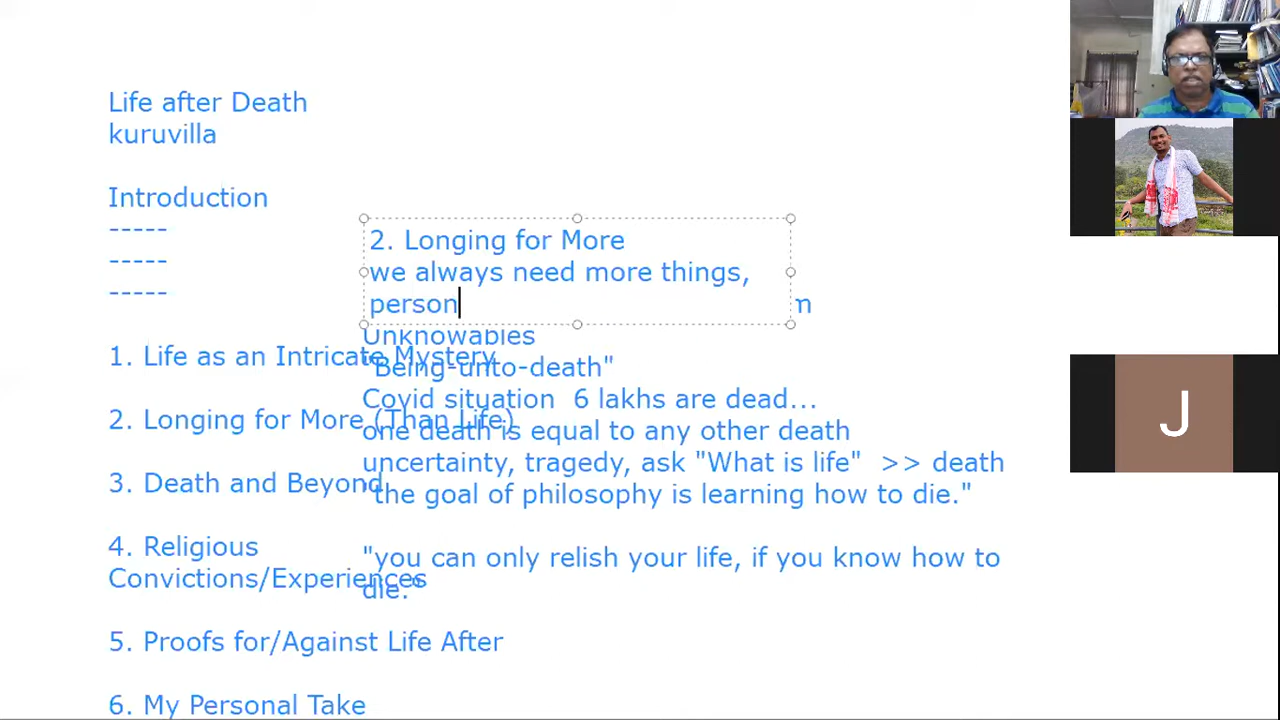 Life after Death
kuruvilla
Introduction
-----
-----
-----
1. Life as an Intricate Mystery
2. Longing for More (Than Life)
3. Death and Beyond
4. Religious
Convictions/Experiences
5. Proofs for/Against Life After
6. My Personal Take
2. Longing for More
we always need more things,
person
Unknowables
"Being-unto-death"
Covid situation  6 lakhs are dead...
one death is equal to any other death
uncertainty, tragedy, ask "What is life"  >> death
"the goal of philosophy is learning how to die."
"you can only relish your life, if you know how to
die."
J